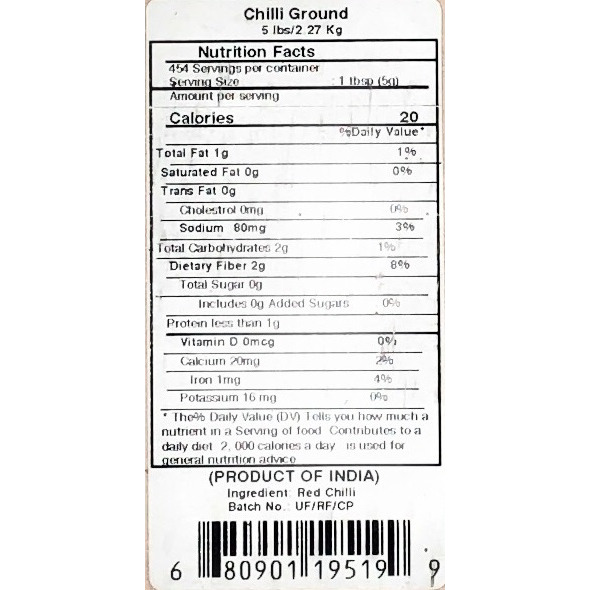 Chilli Ground
5 lbs/2.27 Kg
Nutrition Facts
454 Servings per container
Serving Size : 1 tbsp (5g)
Amount per serving
Calories 20
%Daily Value*
Total Fat 1g 1%
Saturated Fat 0g 0%
Trans Fat 0g
Cholestrol 0mg 0%
Sodium 80mg 3%
Total Carbohydrates 2g 1%
Dietary Fiber 2g 8%
Total Sugar 0g
Includes 0g Added Sugars 0%
Protein less than 1g
Vitamin D 0mcg 0%
Calcium 20mg 2%
Iron 1mg 4%
Potassium 16 mg 0%
* The% Daily Value (DV) Tells you how much a
nutrient in a Serving of food Contributes to a
daily diet 2, 000 calories a day is used for
general nutrition advice
(PRODUCT OF INDIA)
Ingredient: Red Chilli
Batch No.: UF/RF/CP
6 80901 19519 9